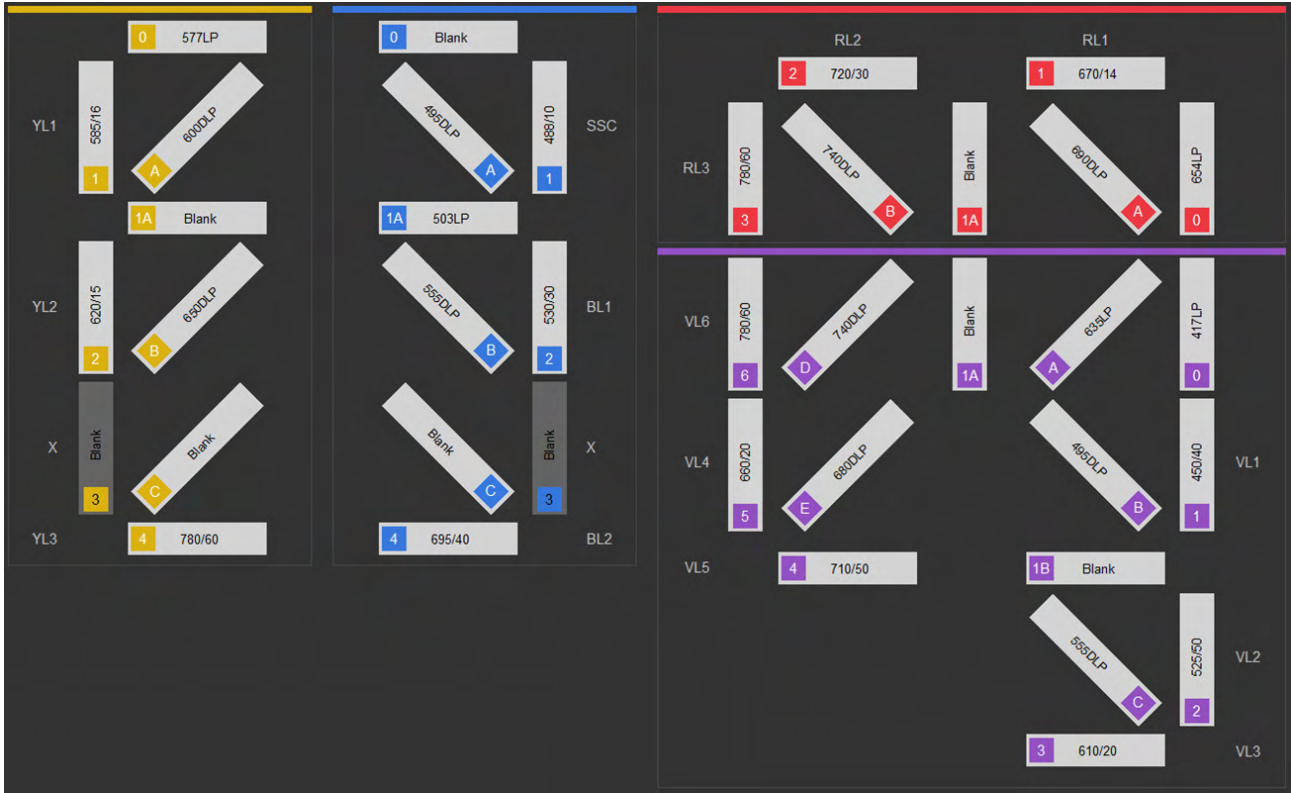 0 577LP
YL1
585/16
1
600DLP
A
1A Blank
YL2
620/15
2
650DLP
B
X
Blank
3
Blank
C
YL3
4 780/60
0 Blank
495DLP
A
488/10
1
SSC
1A 503LP
555DLP
B
530/30
2
BL1
Blank
C
Blank
3
X
4 695/40
BL2
RL2
RL1
2 720/30
1 670/14
RL3
780/60
3
740DLP
B
Blank
1A
690DLP
A
654LP
0
VL6
780/60
6
740DLP
D
Blank
1A
635LP
A
417LP
0
VL4
660/20
5
680DLP
E
495DLP
B
450/40
1
VL1
VL5
4 710/50
1B Blank
555DLP
C
525/50
2
VL2
3 610/20
VL3